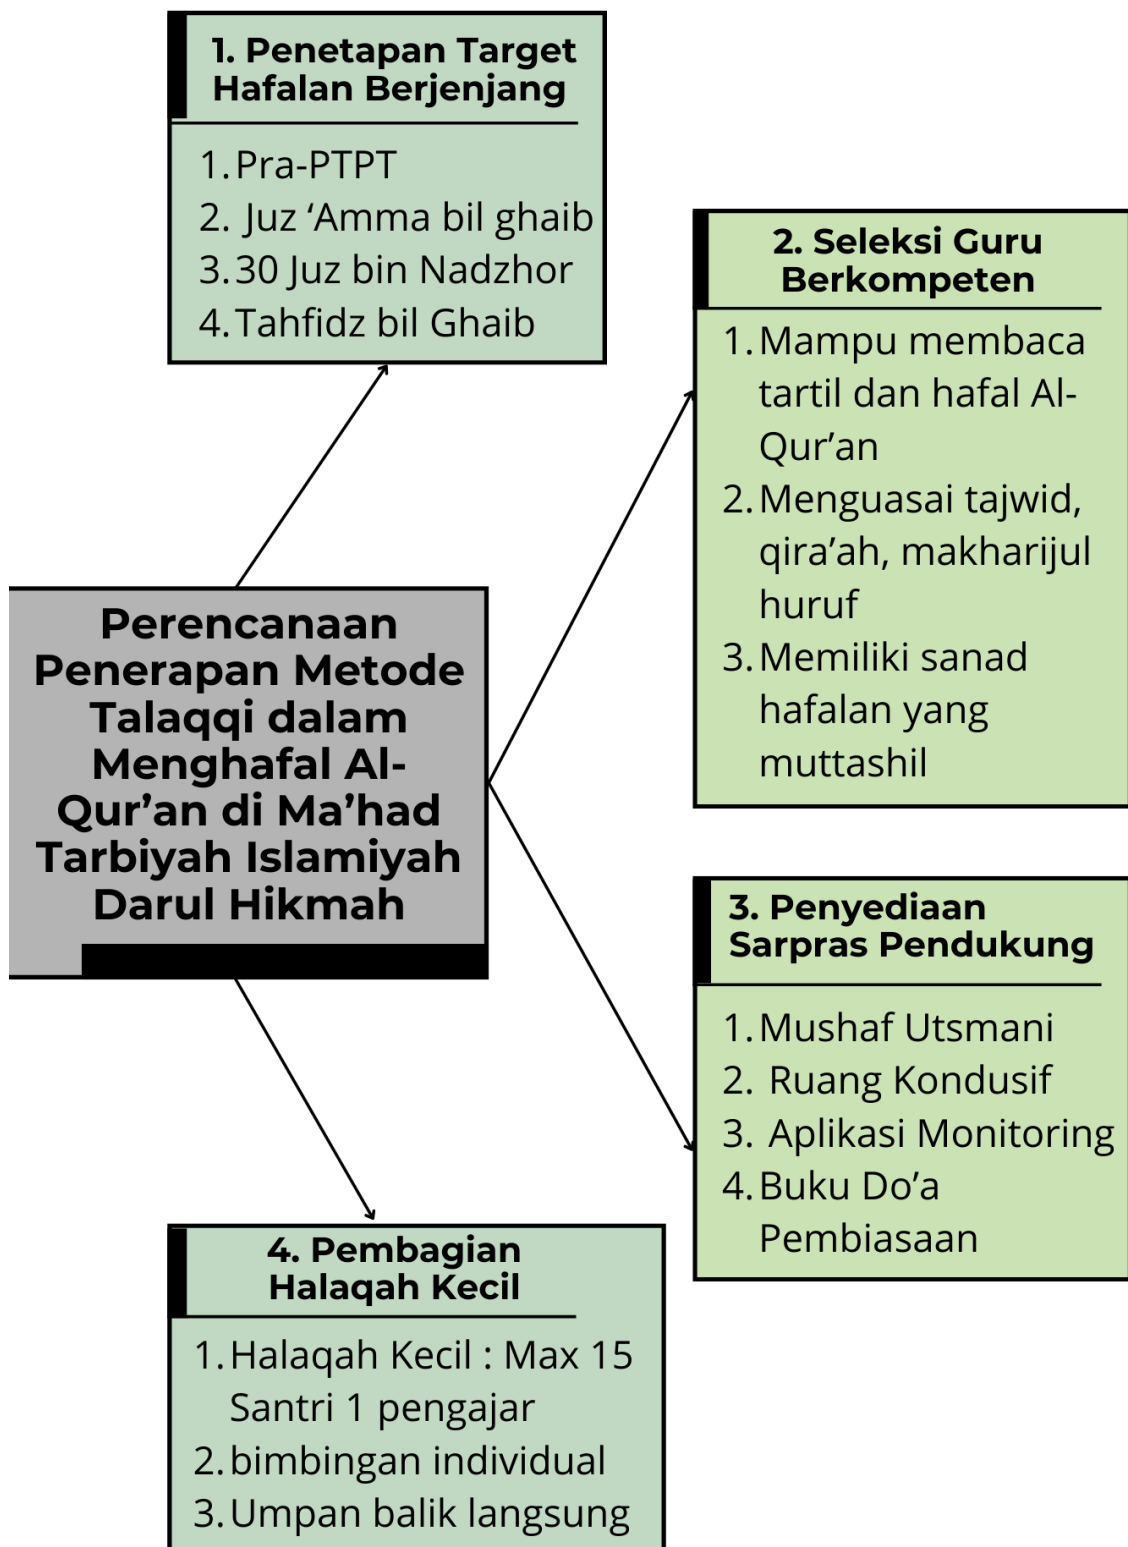 1. Penetapan Target
Hafalan Berjenjang
1. Pra-PTPT
2. Juz ‘Amma bil ghaib
3. 30 Juz bin Nadzhor
4. Tahfidz bil Ghaib
2. Seleksi Guru
Berkompeten
1. Mampu membaca
tartil dan hafal Al-
Qur’an
2. Menguasai tajwid,
qira’ah, makharijul
huruf
3. Memiliki sanad
hafalan yang
muttashil
Perencanaan
Penerapan Metode
Talaqqi dalam
Menghafal Al-
Qur’an di Ma’had
Tarbiyah Islamiyah
Darul Hikmah
3. Penyediaan
Sarpras Pendukung
1. Mushaf Utsmani
2. Ruang Kondusif
3. Aplikasi Monitoring
4. Buku Do’a
Pembiasaan
4. Pembagian
Halaqah Kecil
1. Halaqah Kecil : Max 15
Santri 1 pengajar
2. bimbingan individual
3. Umpan balik langsung